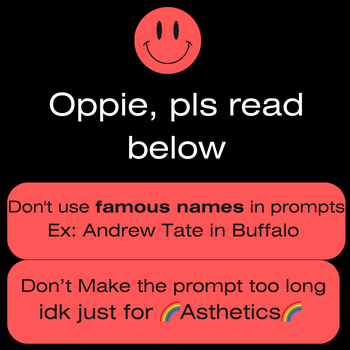 Oppie, pls read
below
Don't use famous names in prompts
Ex: Andrew Tate in Buffalo
Don’t Make the prompt too long
idk just for 🌈Asthetics🌈